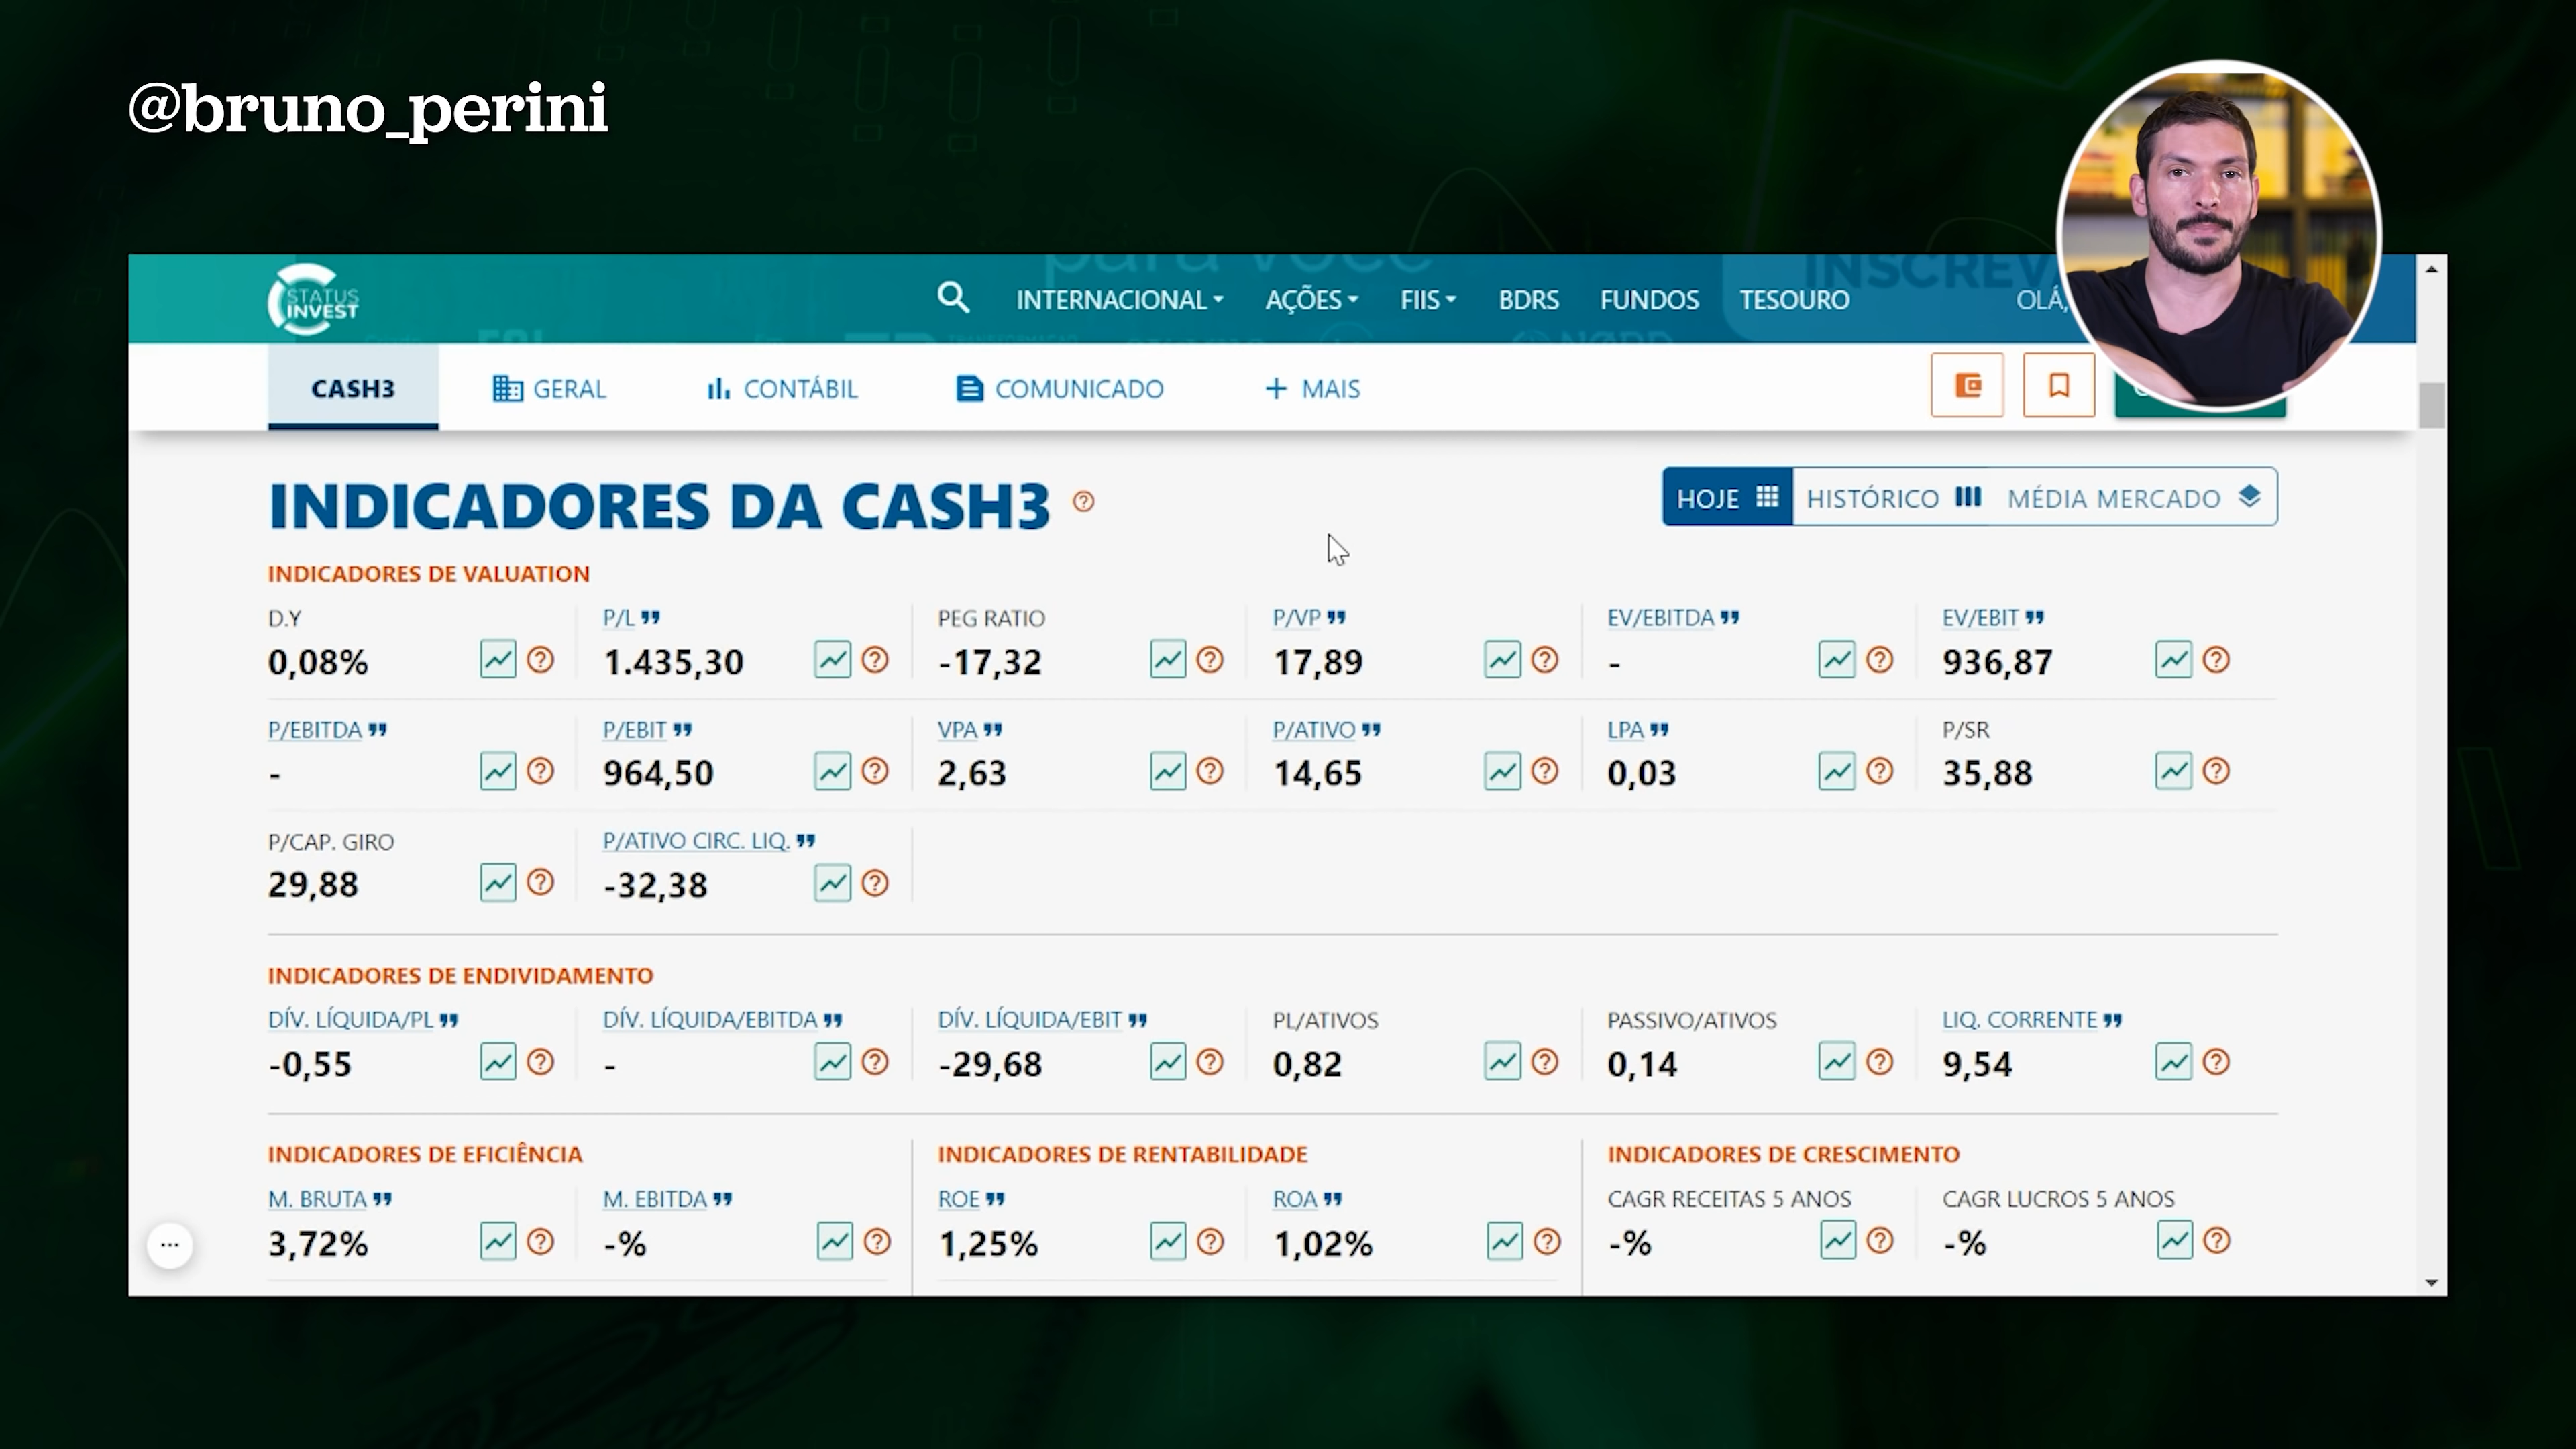 @bruno_perini
STATUS
INVEST
INTERNACIONAL
AÇÕES
FIIS
BDRS
FUNDOS
TESOURO
OLÁ,
CASH3
GERAL
CONTÁBIL
COMUNICADO
+ MAIS
INDICADORES DA CASH3
HOJE
HISTÓRICO
MÉDIA MERCADO
INDICADORES DE VALUATION
D.Y
P/L
PEG RATIO
P/VP
EV/EBITDA
EV/EBIT
0,08%
1.435,30
-17,32
17,89
-
936,87
P/EBITDA
P/EBIT
VPA
P/ATIVO
LPA
P/SR
-
964,50
2,63
14,65
0,03
35,88
P/CAP. GIRO
P/ATIVO CIRC. LIQ.
29,88
-32,38
INDICADORES DE ENDIVIDAMENTO
DÍV. LÍQUIDA/PL
DÍV. LÍQUIDA/EBITDA
DÍV. LÍQUIDA/EBIT
PL/ATIVOS
PASSIVO/ATIVOS
LIQ. CORRENTE
-0,55
-
-29,68
0,82
0,14
9,54
INDICADORES DE EFICIÊNCIA
INDICADORES DE RENTABILIDADE
INDICADORES DE CRESCIMENTO
M. BRUTA
M. EBITDA
ROE
ROA
CAGR RECEITAS 5 ANOS
CAGR LUCROS 5 ANOS
3,72%
-%
1,25%
1,02%
-%
-%